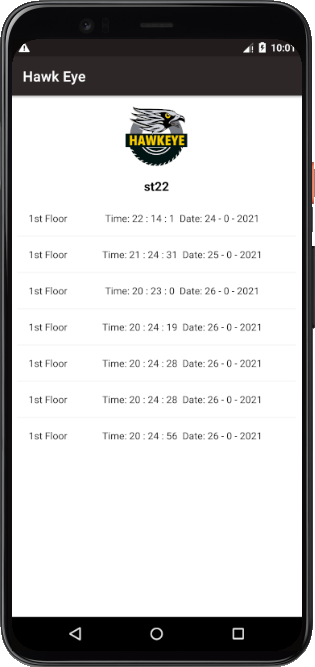 10:01
Hawk Eye
HAWKEYE
st22
1st Floor Time: 22 : 14 : 1 Date: 24 - 0 - 2021
1st Floor Time: 21 : 24 : 31 Date: 25 - 0 - 2021
1st Floor Time: 20 : 23 : 0 Date: 26 - 0 - 2021
1st Floor Time: 20 : 24 : 19 Date: 26 - 0 - 2021
1st Floor Time: 20 : 24 : 28 Date: 26 - 0 - 2021
1st Floor Time: 20 : 24 : 28 Date: 26 - 0 - 2021
1st Floor Time: 20 : 24 : 56 Date: 26 - 0 - 2021